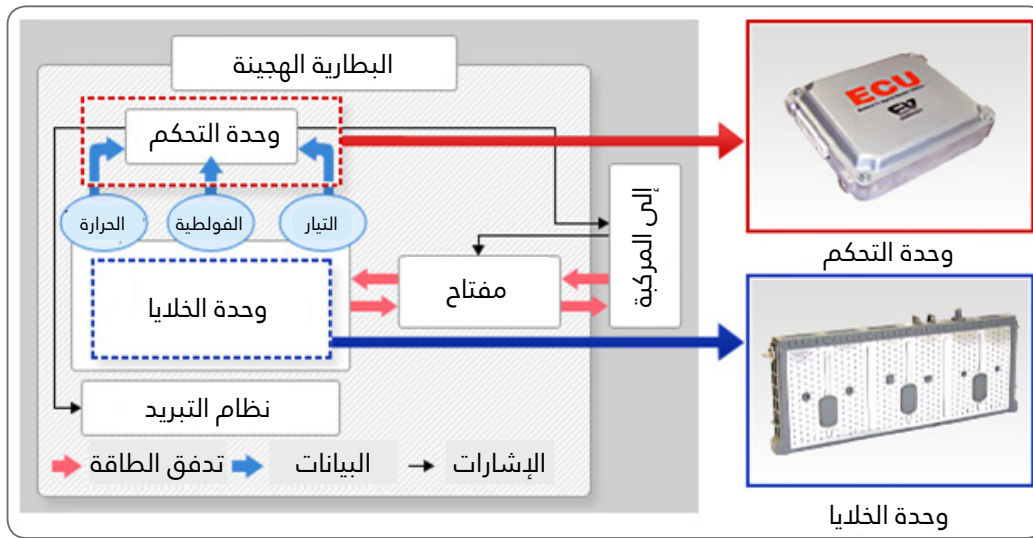 البطارية الهجينة
وحدة التحكم
التيار
الفولطية
الحرارة
وحدة الخلايا
مفتاح
إلى المركبة
نظام التبريد
الإشارات
البيانات
تدفق الطاقة
ECU
وحدة التحكم
وحدة الخلايا